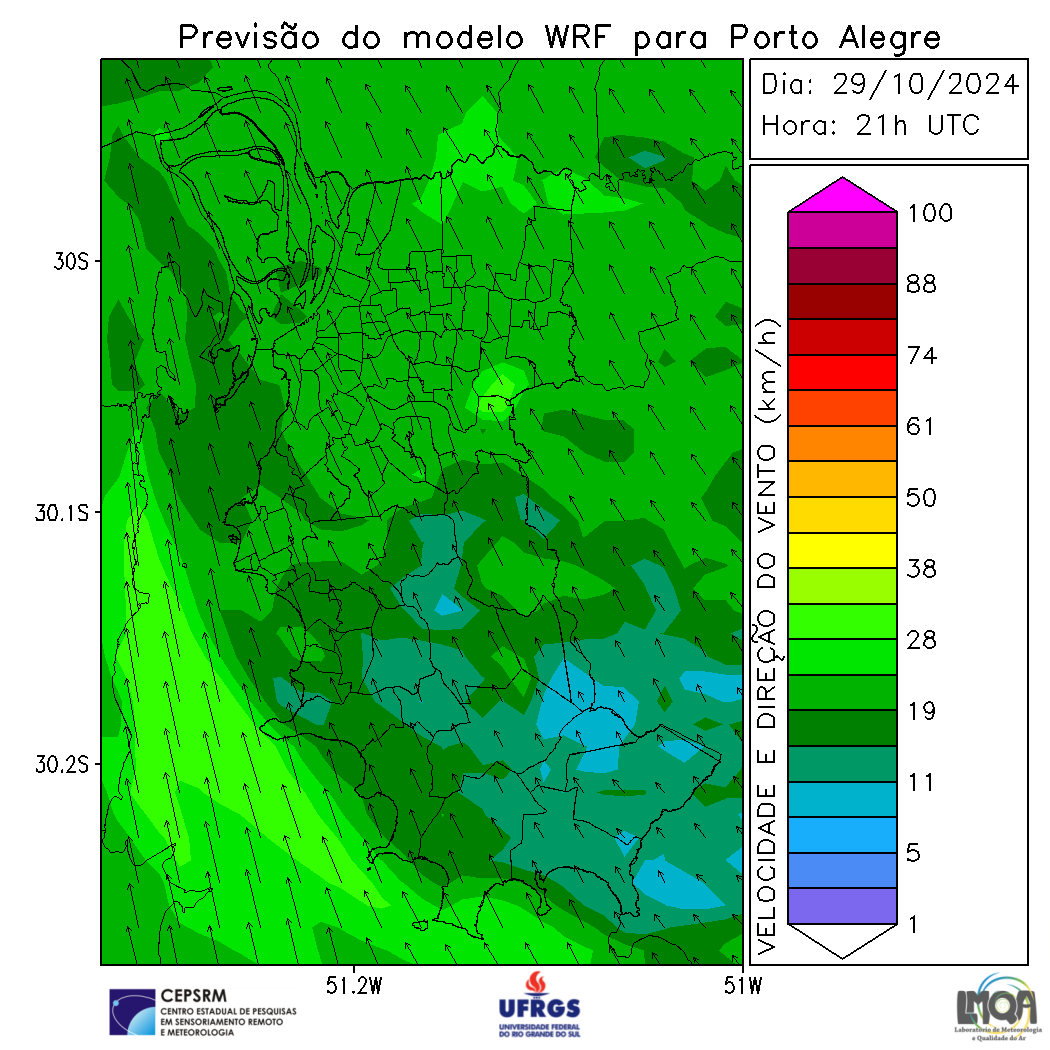 Previsão do modelo WRF para Porto Alegre
Dia: 29/10/2024
Hora: 21h UTC
100
88
74
61
50
38
28
19
11
5
1
VELOCIDADE E DIREÇÃO DO VENTO (km/h)
30S
30.1S
30.2S
51.2W
51W
CEPSRM
CENTRO ESTADUAL DE PESQUISAS
EM SENSORIAMENTO REMOTO
E METEOROLOGIA
UFRGS
UNIVERSIDADE FEDERAL
DO RIO GRANDE DO SUL
LMQA
Laboratório de Meteorologia
e Qualidade do Ar